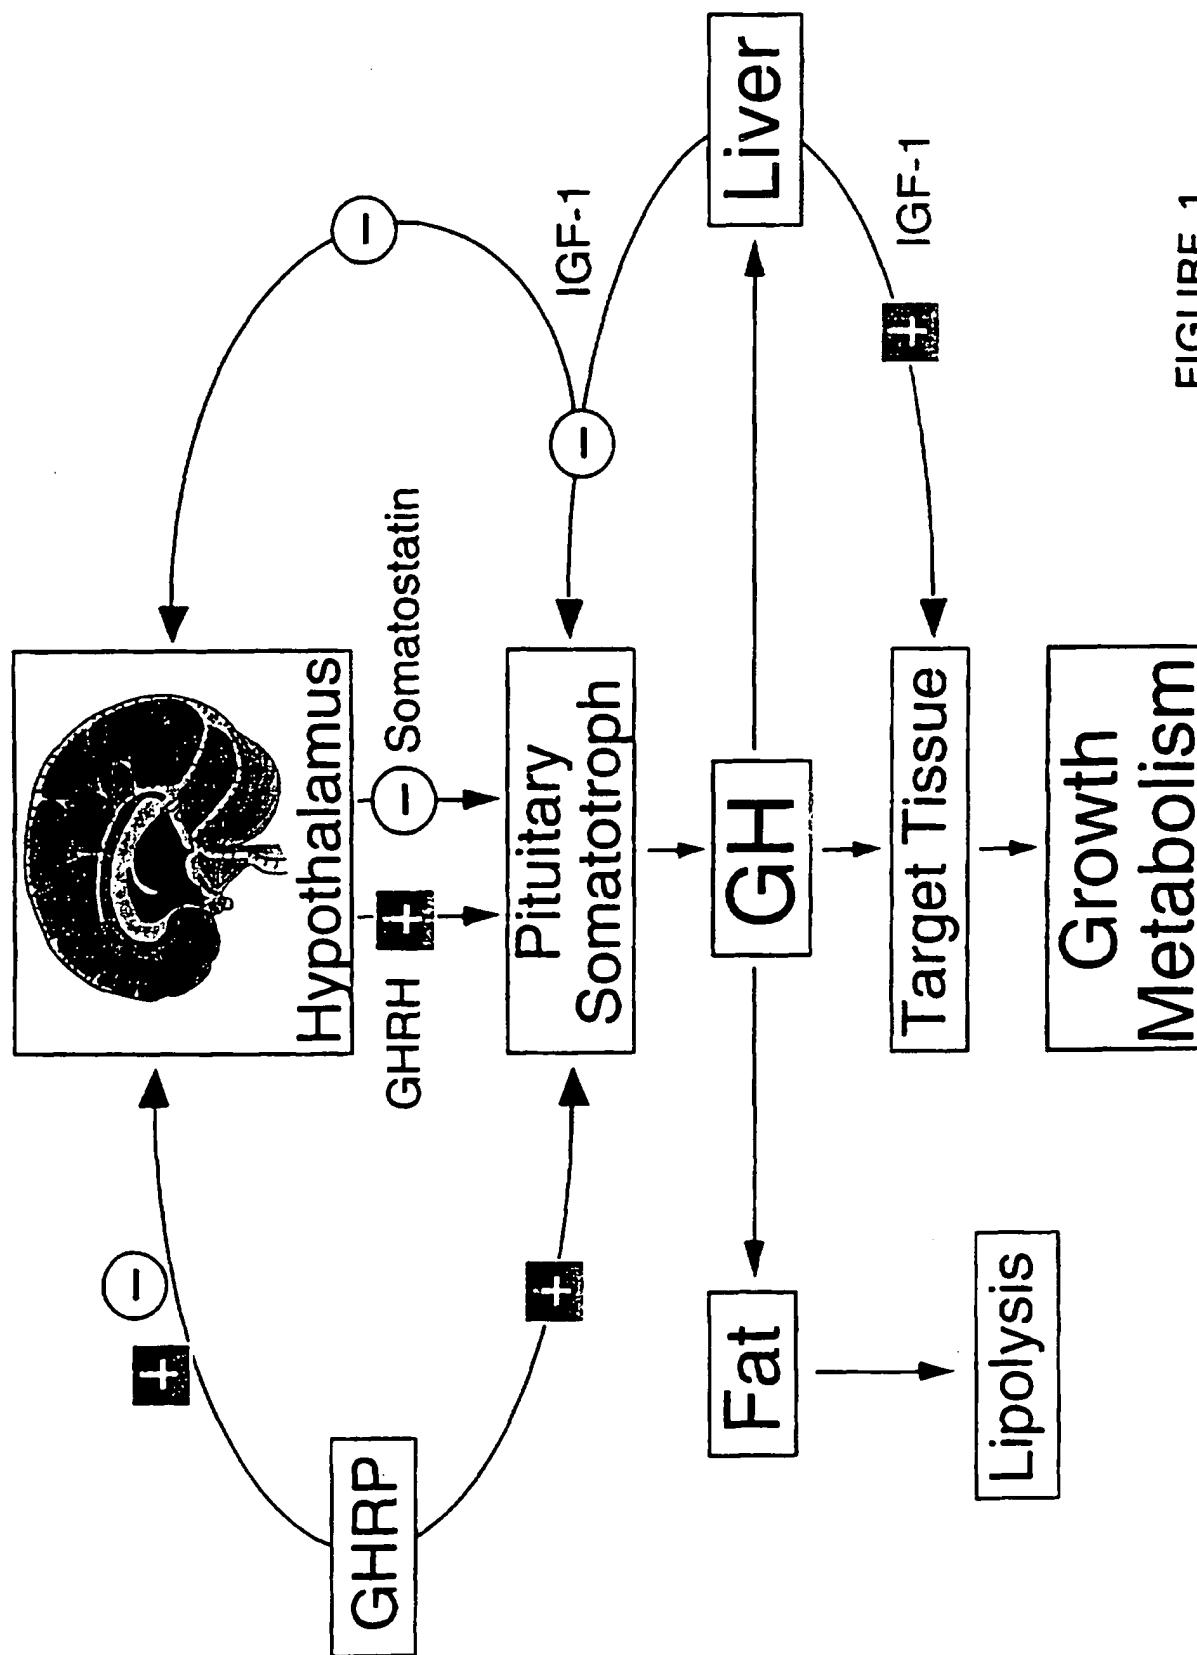 Hypothalamus
GHRH
+
−
Somatostatin
+
−
−
GHRP
+
Pituitary
Somatotroph
−
IGF-1
Fat
GH
Liver
Lipolysis
Target Tissue
+
IGF-1
Growth
Metabolism
FIGURE 1